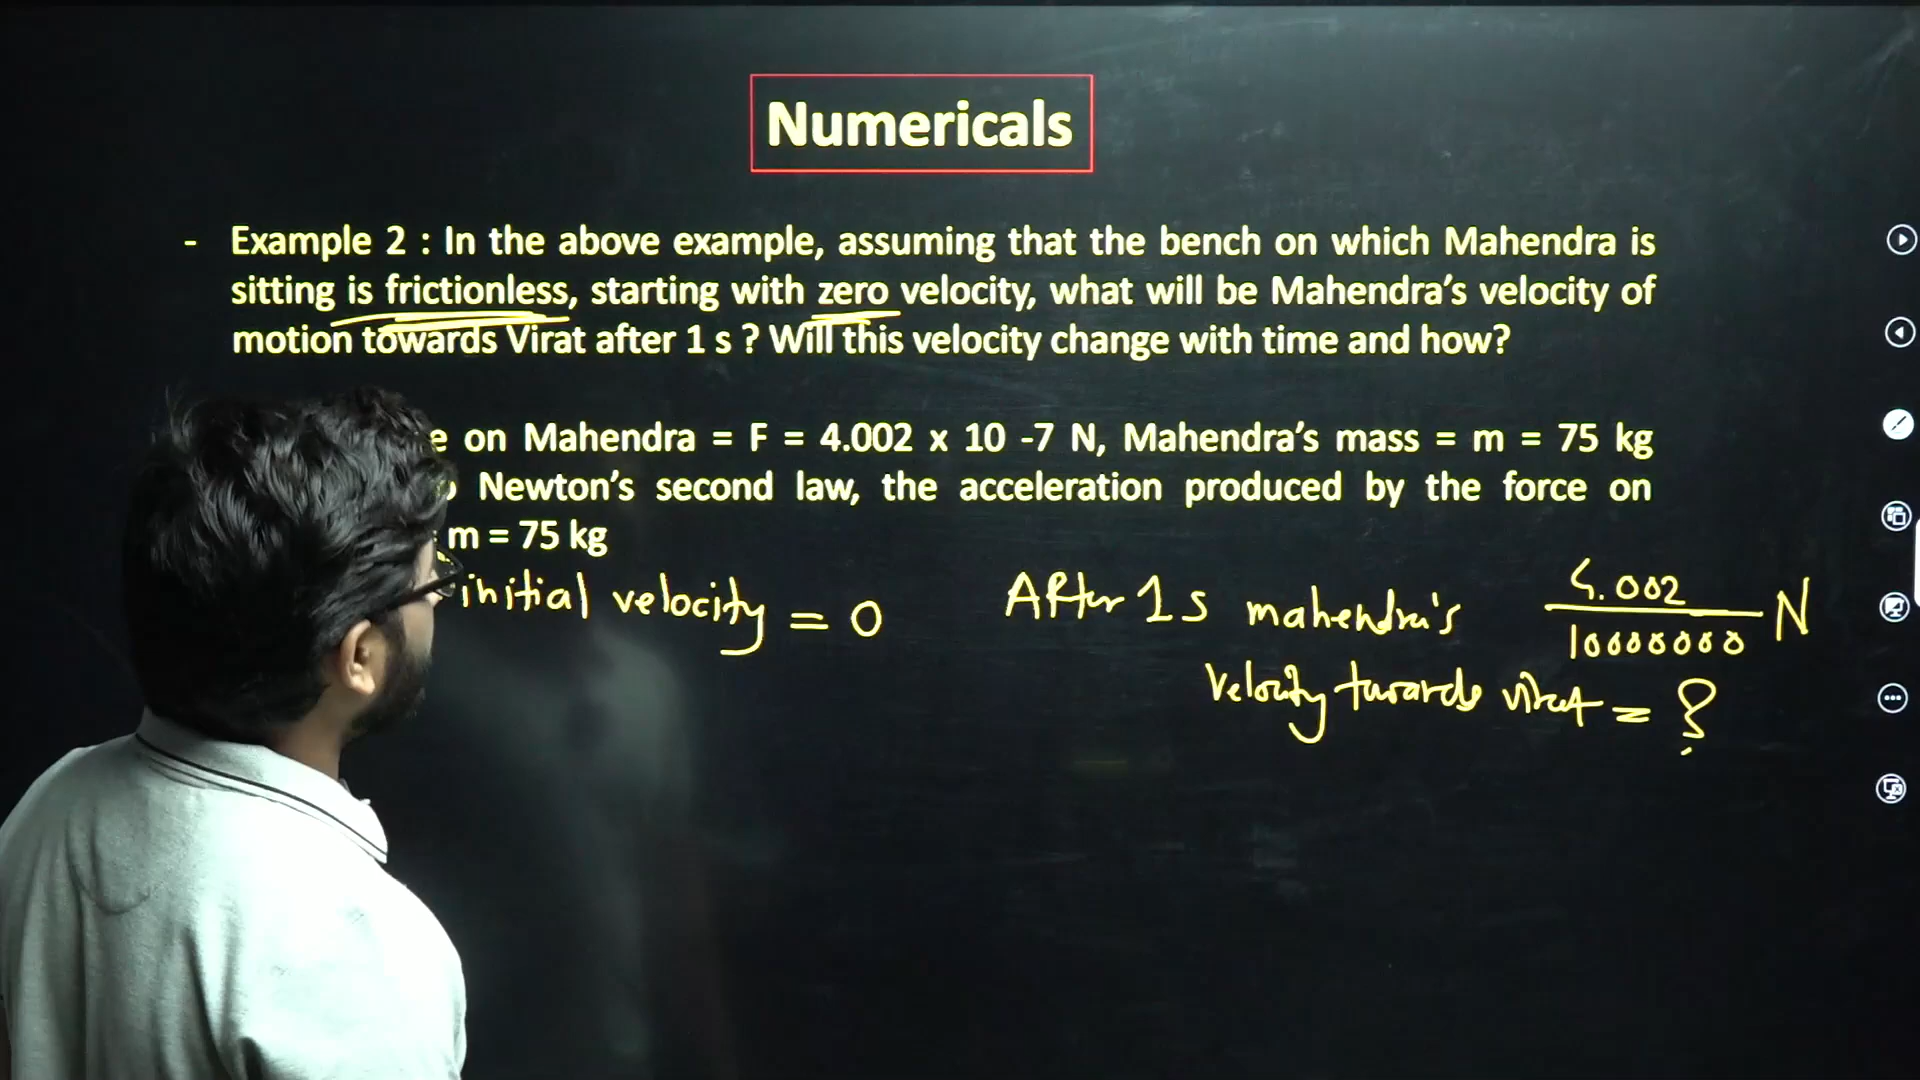 Numericals
- Example 2 : In the above example, assuming that the bench on which Mahendra is
sitting is frictionless, starting with zero velocity, what will be Mahendra's velocity of
motion towards Virat after 1 s ? Will this velocity change with time and how?
on Mahendra = F = 4.002 x 10 -7 N, Mahendra's mass = m = 75 kg
Newton's second law, the acceleration produced by the force on
m = 75 kg
initial velocity = 0
After 1 s mahendra's
velocity towards virat = ?
4.002
10000000 N